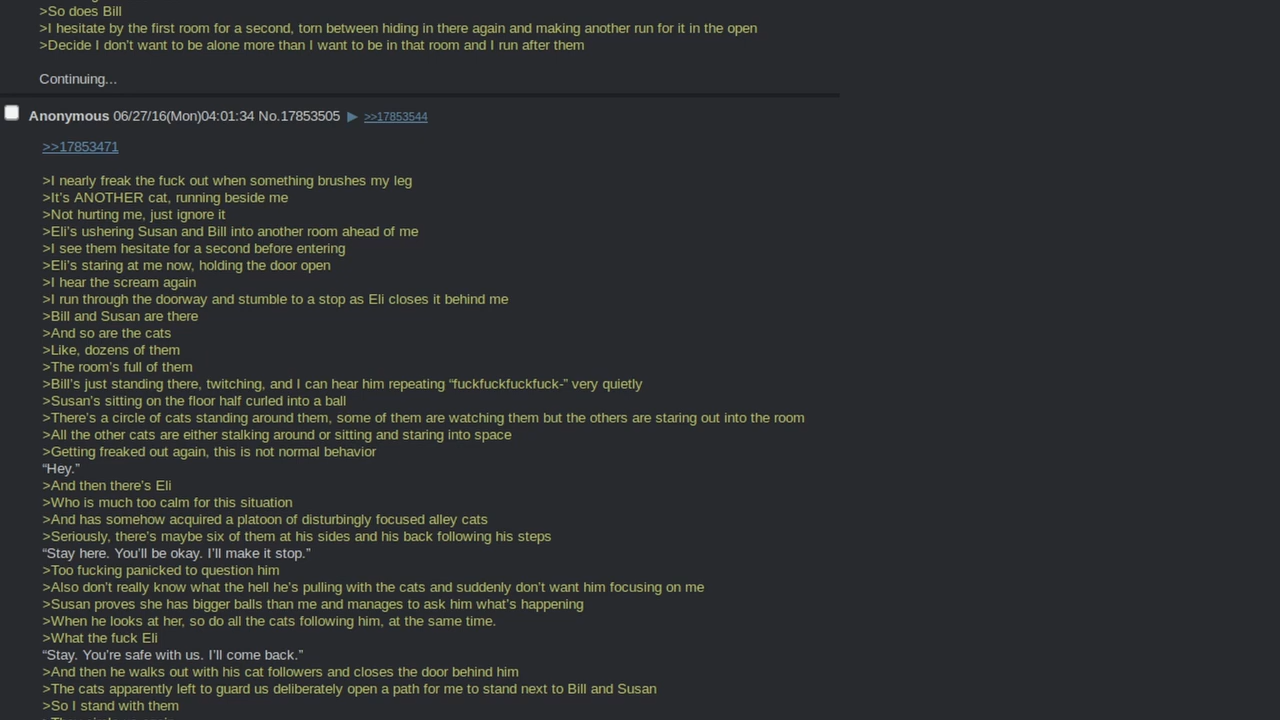 >So does Bill
>I hesitate by the first room for a second, torn between hiding in there again and making another run for it in the open
>Decide I don't want to be alone more than I want to be in that room and I run after them
Continuing...
Anonymous 06/27/16(Mon)04:01:34 No.17853505 ▶ >>17853544
>>17853471
>I nearly freak the fuck out when something brushes my leg
>It's ANOTHER cat, running beside me
>Not hurting me, just ignore it
>Eli's ushering Susan and Bill into another room ahead of me
>I see them hesitate for a second before entering
>Eli's staring at me now, holding the door open
>I hear the scream again
>I run through the doorway and stumble to a stop as Eli closes it behind me
>Bill and Susan are there
>And so are the cats
>Like, dozens of them
>The room's full of them
>Bill's just standing there, twitching, and I can hear him repeating “fuckfuckfuckfuck-” very quietly
>Susan's sitting on the floor half curled into a ball
>There's a circle of cats standing around them, some of them are watching them but the others are staring out into the room
>All the other cats are either stalking around or sitting and staring into space
>Getting freaked out again, this is not normal behavior
“Hey.”
>And then there's Eli
>Who is much too calm for this situation
>And has somehow acquired a platoon of disturbingly focused alley cats
>Seriously, there's maybe six of them at his sides and his back following his steps
“Stay here. You'll be okay. I'll make it stop.”
>Too fucking panicked to question him
>Also don't really know what the hell he's pulling with the cats and suddenly don't want him focusing on me
>Susan proves she has bigger balls than me and manages to ask him what's happening
>When he looks at her, so do all the cats following him, at the same time.
>What the fuck Eli
“Stay. You're safe with us. I'll come back.”
>And then he walks out with his cat followers and closes the door behind him
>The cats apparently left to guard us deliberately open a path for me to stand next to Bill and Susan
>So I stand with them